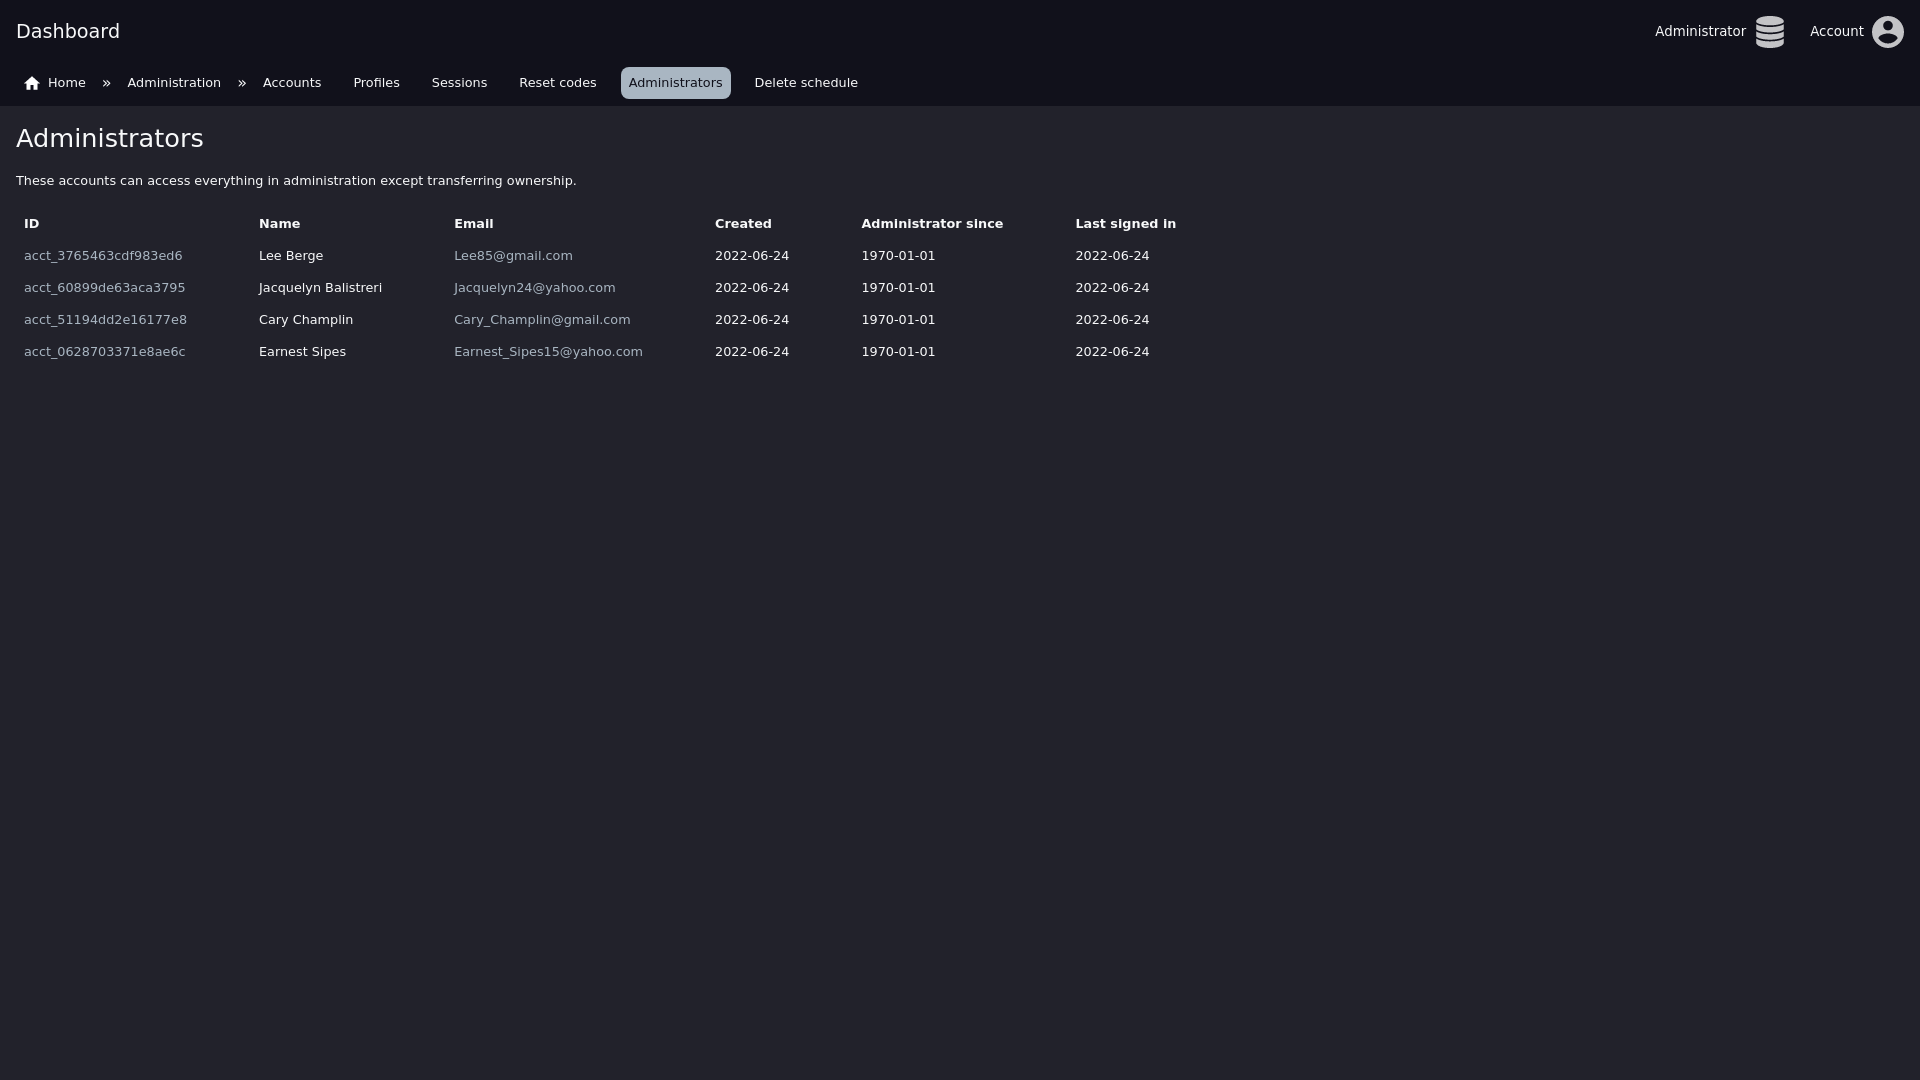 Dashboard
Administrator
Account
Home » Administration » Accounts Profiles Sessions Reset codes Administrators Delete schedule
Administrators
These accounts can access everything in administration except transferring ownership.
ID Name Email Created Administrator since Last signed in
acct_3765463cdf983ed6 Lee Berge Lee85@gmail.com 2022-06-24 1970-01-01 2022-06-24
acct_60899de63aca3795 Jacquelyn Balistreri Jacquelyn24@yahoo.com 2022-06-24 1970-01-01 2022-06-24
acct_51194dd2e16177e8 Cary Champlin Cary_Champlin@gmail.com 2022-06-24 1970-01-01 2022-06-24
acct_0628703371e8ae6c Earnest Sipes Earnest_Sipes15@yahoo.com 2022-06-24 1970-01-01 2022-06-24